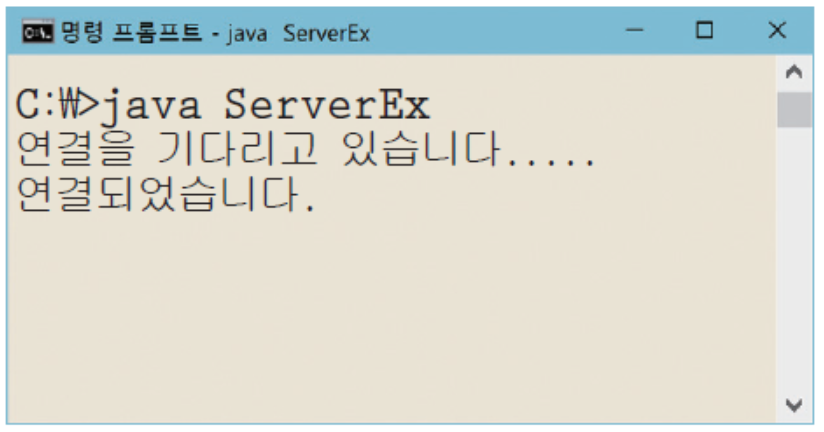 명령 프롬프트 - java ServerEx
C:\>java ServerEx
연결을 기다리고 있습니다.....
연결되었습니다.